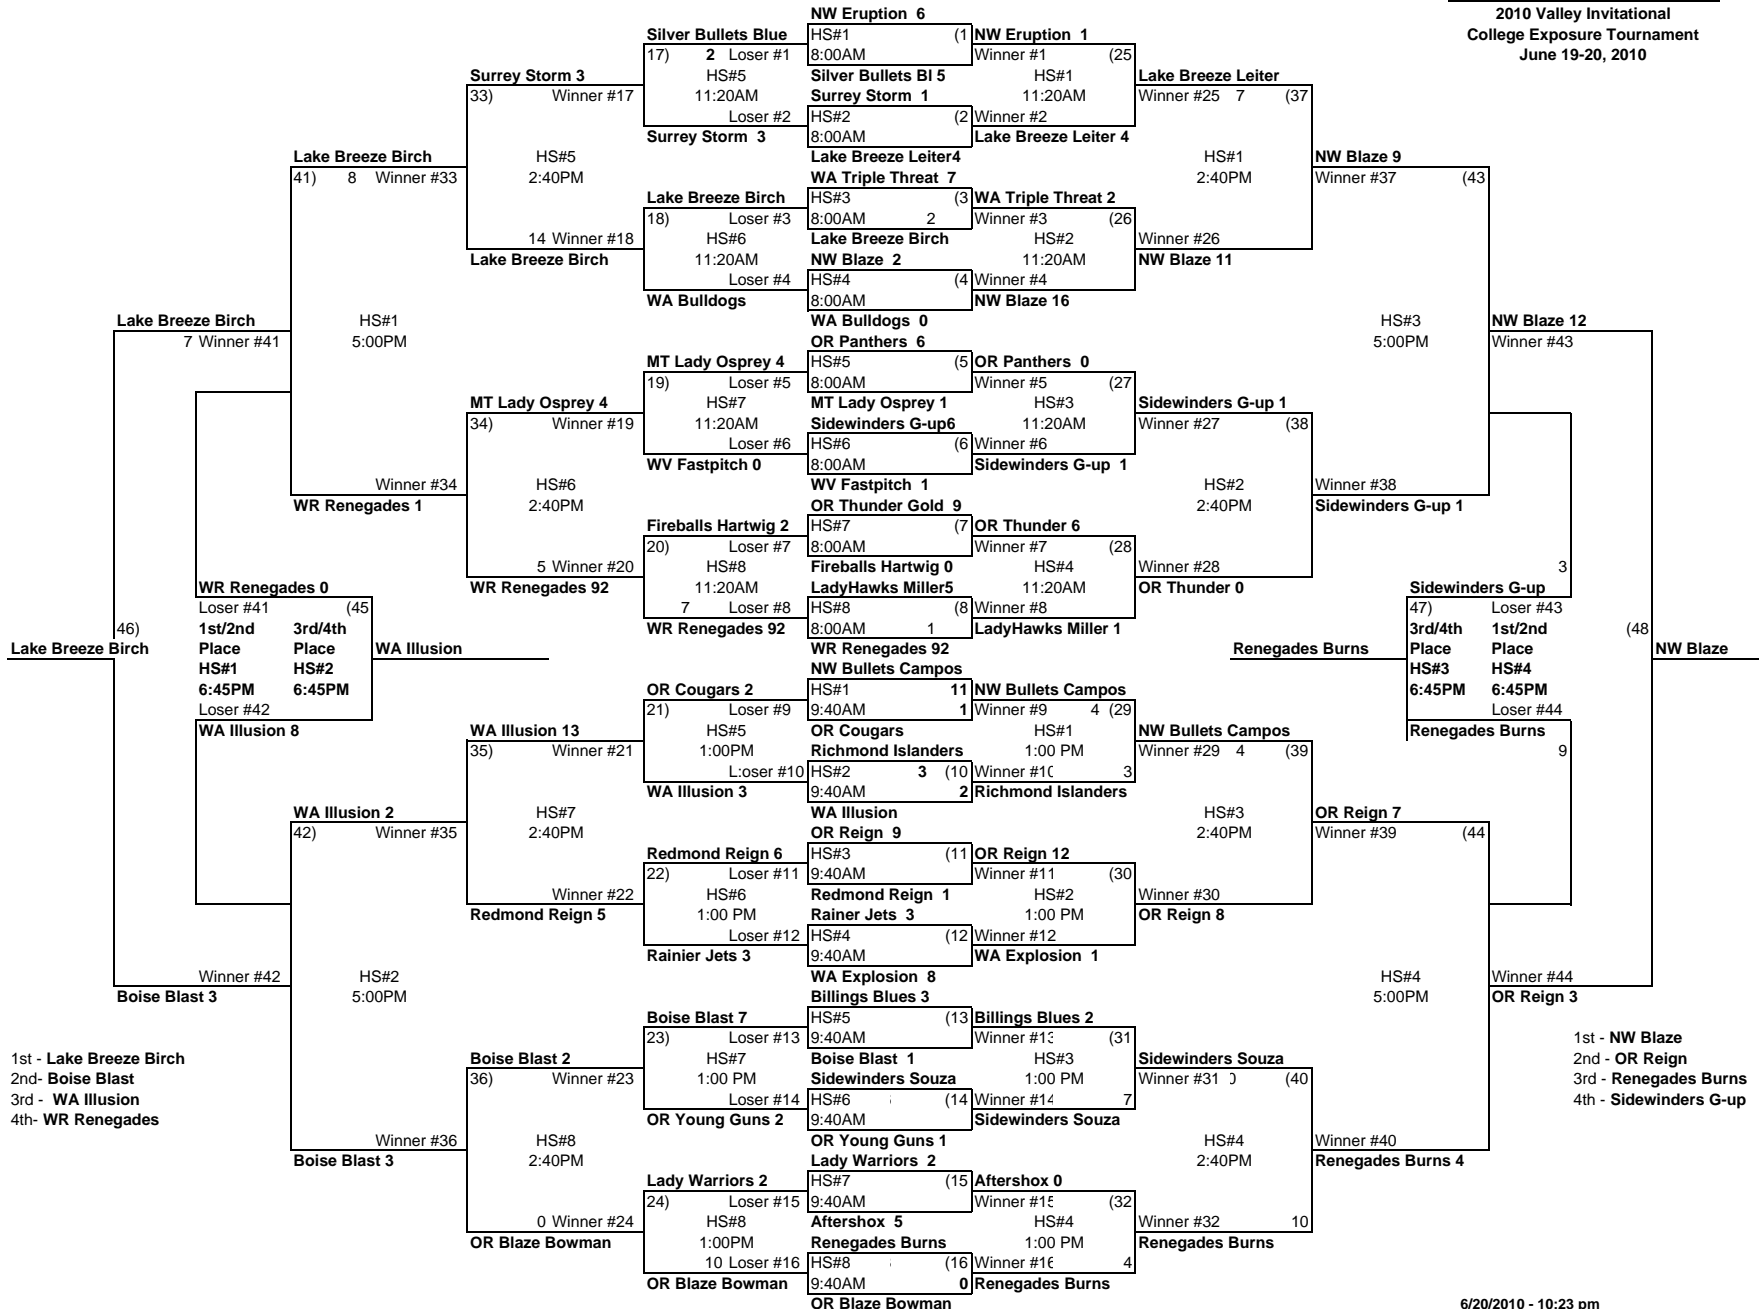 2010 Valley Invitational
College Exposure Tournament
June 19-20, 2010
NW Eruption 6
Silver Bullets Blue HS#1 (1 NW Eruption 1
17) 2 Loser #1 8:00AM Winner #1 (25
Surrey Storm 3 HS#5 Silver Bullets Bl 5 HS#1 Lake Breeze Leiter
33) Winner #17 11:20AM Surrey Storm 1 11:20AM Winner #25 7 (37
Loser #2 HS#2 (2 Winner #2
Surrey Storm 3 8:00AM Lake Breeze Leiter 4
Lake Breeze Birch HS#5 Lake Breeze Leiter4 HS#1 NW Blaze 9
41) 8 Winner #33 2:40PM WA Triple Threat 7 2:40PM Winner #37 (43
Lake Breeze Birch HS#3 (3 WA Triple Threat 2
18) Loser #3 8:00AM 2 Winner #3 (26
14 Winner #18 HS#6 Lake Breeze Birch HS#2 Winner #26
Lake Breeze Birch 11:20AM NW Blaze 2 11:20AM NW Blaze 11
Loser #4 HS#4 (4 Winner #4
WA Bulldogs 8:00AM NW Blaze 16
Lake Breeze Birch HS#1 WA Bulldogs 0 HS#3 NW Blaze 12
7 Winner #41 5:00PM OR Panthers 6 5:00PM Winner #43
MT Lady Osprey 4 HS#5 (5 OR Panthers 0
19) Loser #5 8:00AM Winner #5 (27
MT Lady Osprey 4 HS#7 MT Lady Osprey 1 HS#3 Sidewinders G-up 1
34) Winner #19 11:20AM Sidewinders G-up6 11:20AM Winner #27 (38
Loser #6 HS#6 (6 Winner #6
WV Fastpitch 0 8:00AM Sidewinders G-up 1
Winner #34 HS#6 WV Fastpitch 1 HS#2 Winner #38
WR Renegades 1 2:40PM OR Thunder Gold 9 2:40PM Sidewinders G-up 1
Fireballs Hartwig 2 HS#7 (7 OR Thunder 6
20) Loser #7 8:00AM Winner #7 (28
5 Winner #20 HS#8 Fireballs Hartwig 0 HS#4 Winner #28 3
WR Renegades 0 WR Renegades 92 11:20AM LadyHawks Miller5 11:20AM OR Thunder 0 Sidewinders G-up
Loser #41 (45 7 Loser #8 HS#8 (8 Winner #8 47) Loser #43
46) 1st/2nd 3rd/4th WR Renegades 92 8:00AM 1 LadyHawks Miller 1 3rd/4th 1st/2nd (48
Lake Breeze Birch Place Place WA Illusion WR Renegades 92 Renegades Burns Place Place NW Blaze
HS#1 HS#2 NW Bullets Campos HS#3 HS#4
6:45PM 6:45PM OR Cougars 2 HS#1 11 NW Bullets Campos 6:45PM 6:45PM
Loser #42 21) Loser #9 9:40AM 1 Winner #9 4 (29 Loser #44
WA Illusion 8 WA Illusion 13 HS#5 OR Cougars HS#1 NW Bullets Campos Renegades Burns
35) Winner #21 1:00PM Richmond Islanders 1:00 PM Winner #29 4 (39 9
L:oser #10 HS#2 3 (10 Winner #10 3
WA Illusion 3 9:40AM 2 Richmond Islanders
WA Illusion 2 HS#7 WA Illusion HS#3 OR Reign 7
42) Winner #35 2:40PM OR Reign 9 2:40PM Winner #39 (44
Redmond Reign 6 HS#3 (11 OR Reign 12
22) Loser #11 9:40AM Winner #11 (30
Winner #22 HS#6 Redmond Reign 1 HS#2 Winner #30
Redmond Reign 5 1:00 PM Rainer Jets 3 1:00 PM OR Reign 8
Loser #12 HS#4 (12 Winner #12
Rainier Jets 3 9:40AM WA Explosion 1
Winner #42 HS#2 WA Explosion 8 HS#4 Winner #44
Boise Blast 3 5:00PM Billings Blues 3 5:00PM OR Reign 3
Boise Blast 7 HS#5 (13 Billings Blues 2
23) Loser #13 9:40AM Winner #13 (31
1st - Lake Breeze Birch Boise Blast 2 HS#7 Boise Blast 1 HS#3 Sidewinders Souza 1st - NW Blaze
2nd- Boise Blast 36) Winner #23 1:00 PM Sidewinders Souza 1:00 PM Winner #31 (40 2nd - OR Reign
3rd - WA Illusion Loser #14 HS#6 (14 Winner #14 7 3rd - Renegades Burns
4th- WR Renegades OR Young Guns 2 9:40AM Sidewinders Souza 4th - Sidewinders G-up
Winner #36 HS#8 OR Young Guns 1 HS#4 Winner #40
Boise Blast 3 2:40PM Lady Warriors 2 2:40PM Renegades Burns 4
Lady Warriors 2 HS#7 (15 Aftershox 0
24) Loser #15 9:40AM Winner #15 (32
0 Winner #24 HS#8 Aftershox 5 HS#4 Winner #32 10
OR Blaze Bowman 1:00PM Renegades Burns 1:00 PM Renegades Burns
10 Loser #16 HS#8 (16 Winner #16 4
OR Blaze Bowman 9:40AM 0 Renegades Burns
OR Blaze Bowman
6/20/2010 - 10:23 pm